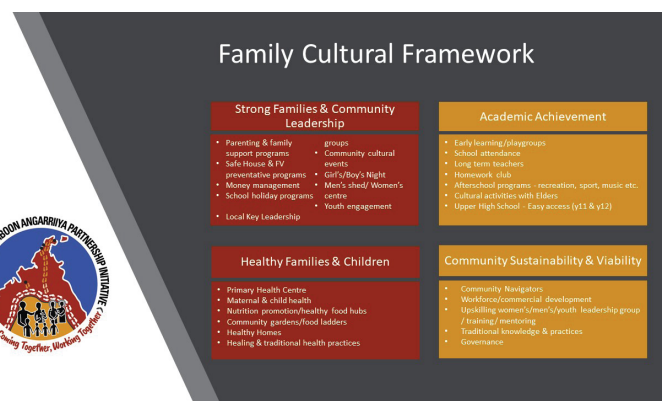 Family Cultural Framework
Strong Families & Community
Leadership
• Parenting & family
support programs
• Safe House & FV
preventative programs
• Money management
• School holiday programs
• Local Key Leadership
groups
• Community cultural
events
• Girl's/Boy's Night
• Men's shed/ Women's
centre
• Youth engagement
Academic Achievement
• Early learning/playgroups
• School attendance
• Long term teachers
• Homework club
• Afterschool programs - recreation, sport, music etc.
• Cultural activities with Elders
• Upper High School - Easy access (y11 & y12)
Healthy Families & Children
• Primary Health Centre
• Maternal & child health
• Nutrition promotion/healthy food hubs
• Community gardens/food ladders
• Healthy Homes
• Healing & traditional health practices
Community Sustainability & Viability
• Community Navigators
• Workforce/commercial development
• Upskilling women's/men's/youth leadership group
/ training/ mentoring
• Traditional knowledge & practices
• Governance
BOON ANGARRIIYA PARTNERSHIP INITIATIVE
Coming Together, Working Together